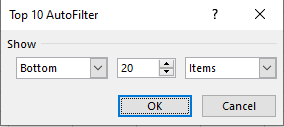 Top 10 AutoFilter ? ×
Show
Bottom 20 Items
OK Cancel